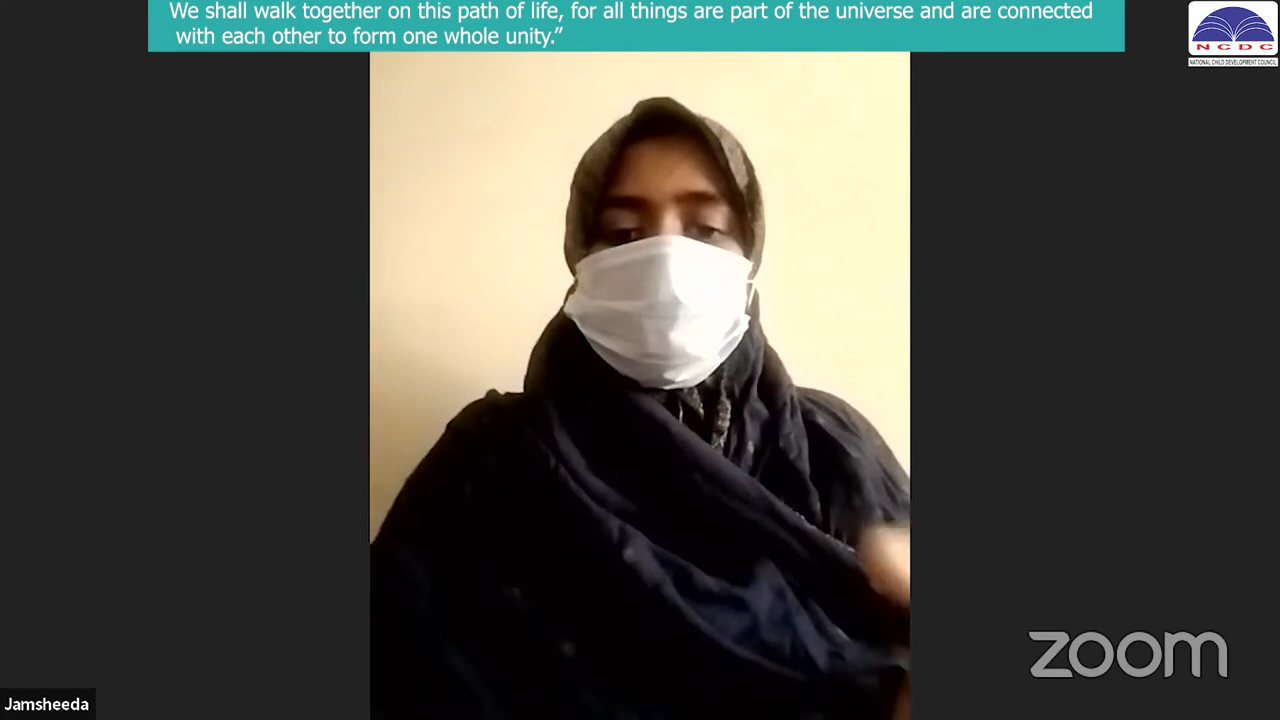 We shall walk together on this path of life, for all things are part of the universe and are connected
with each other to form one whole unity.”
NCDC
NATIONAL CHILD DEVELOPMENT COUNCIL
zoom
Jamsheeda